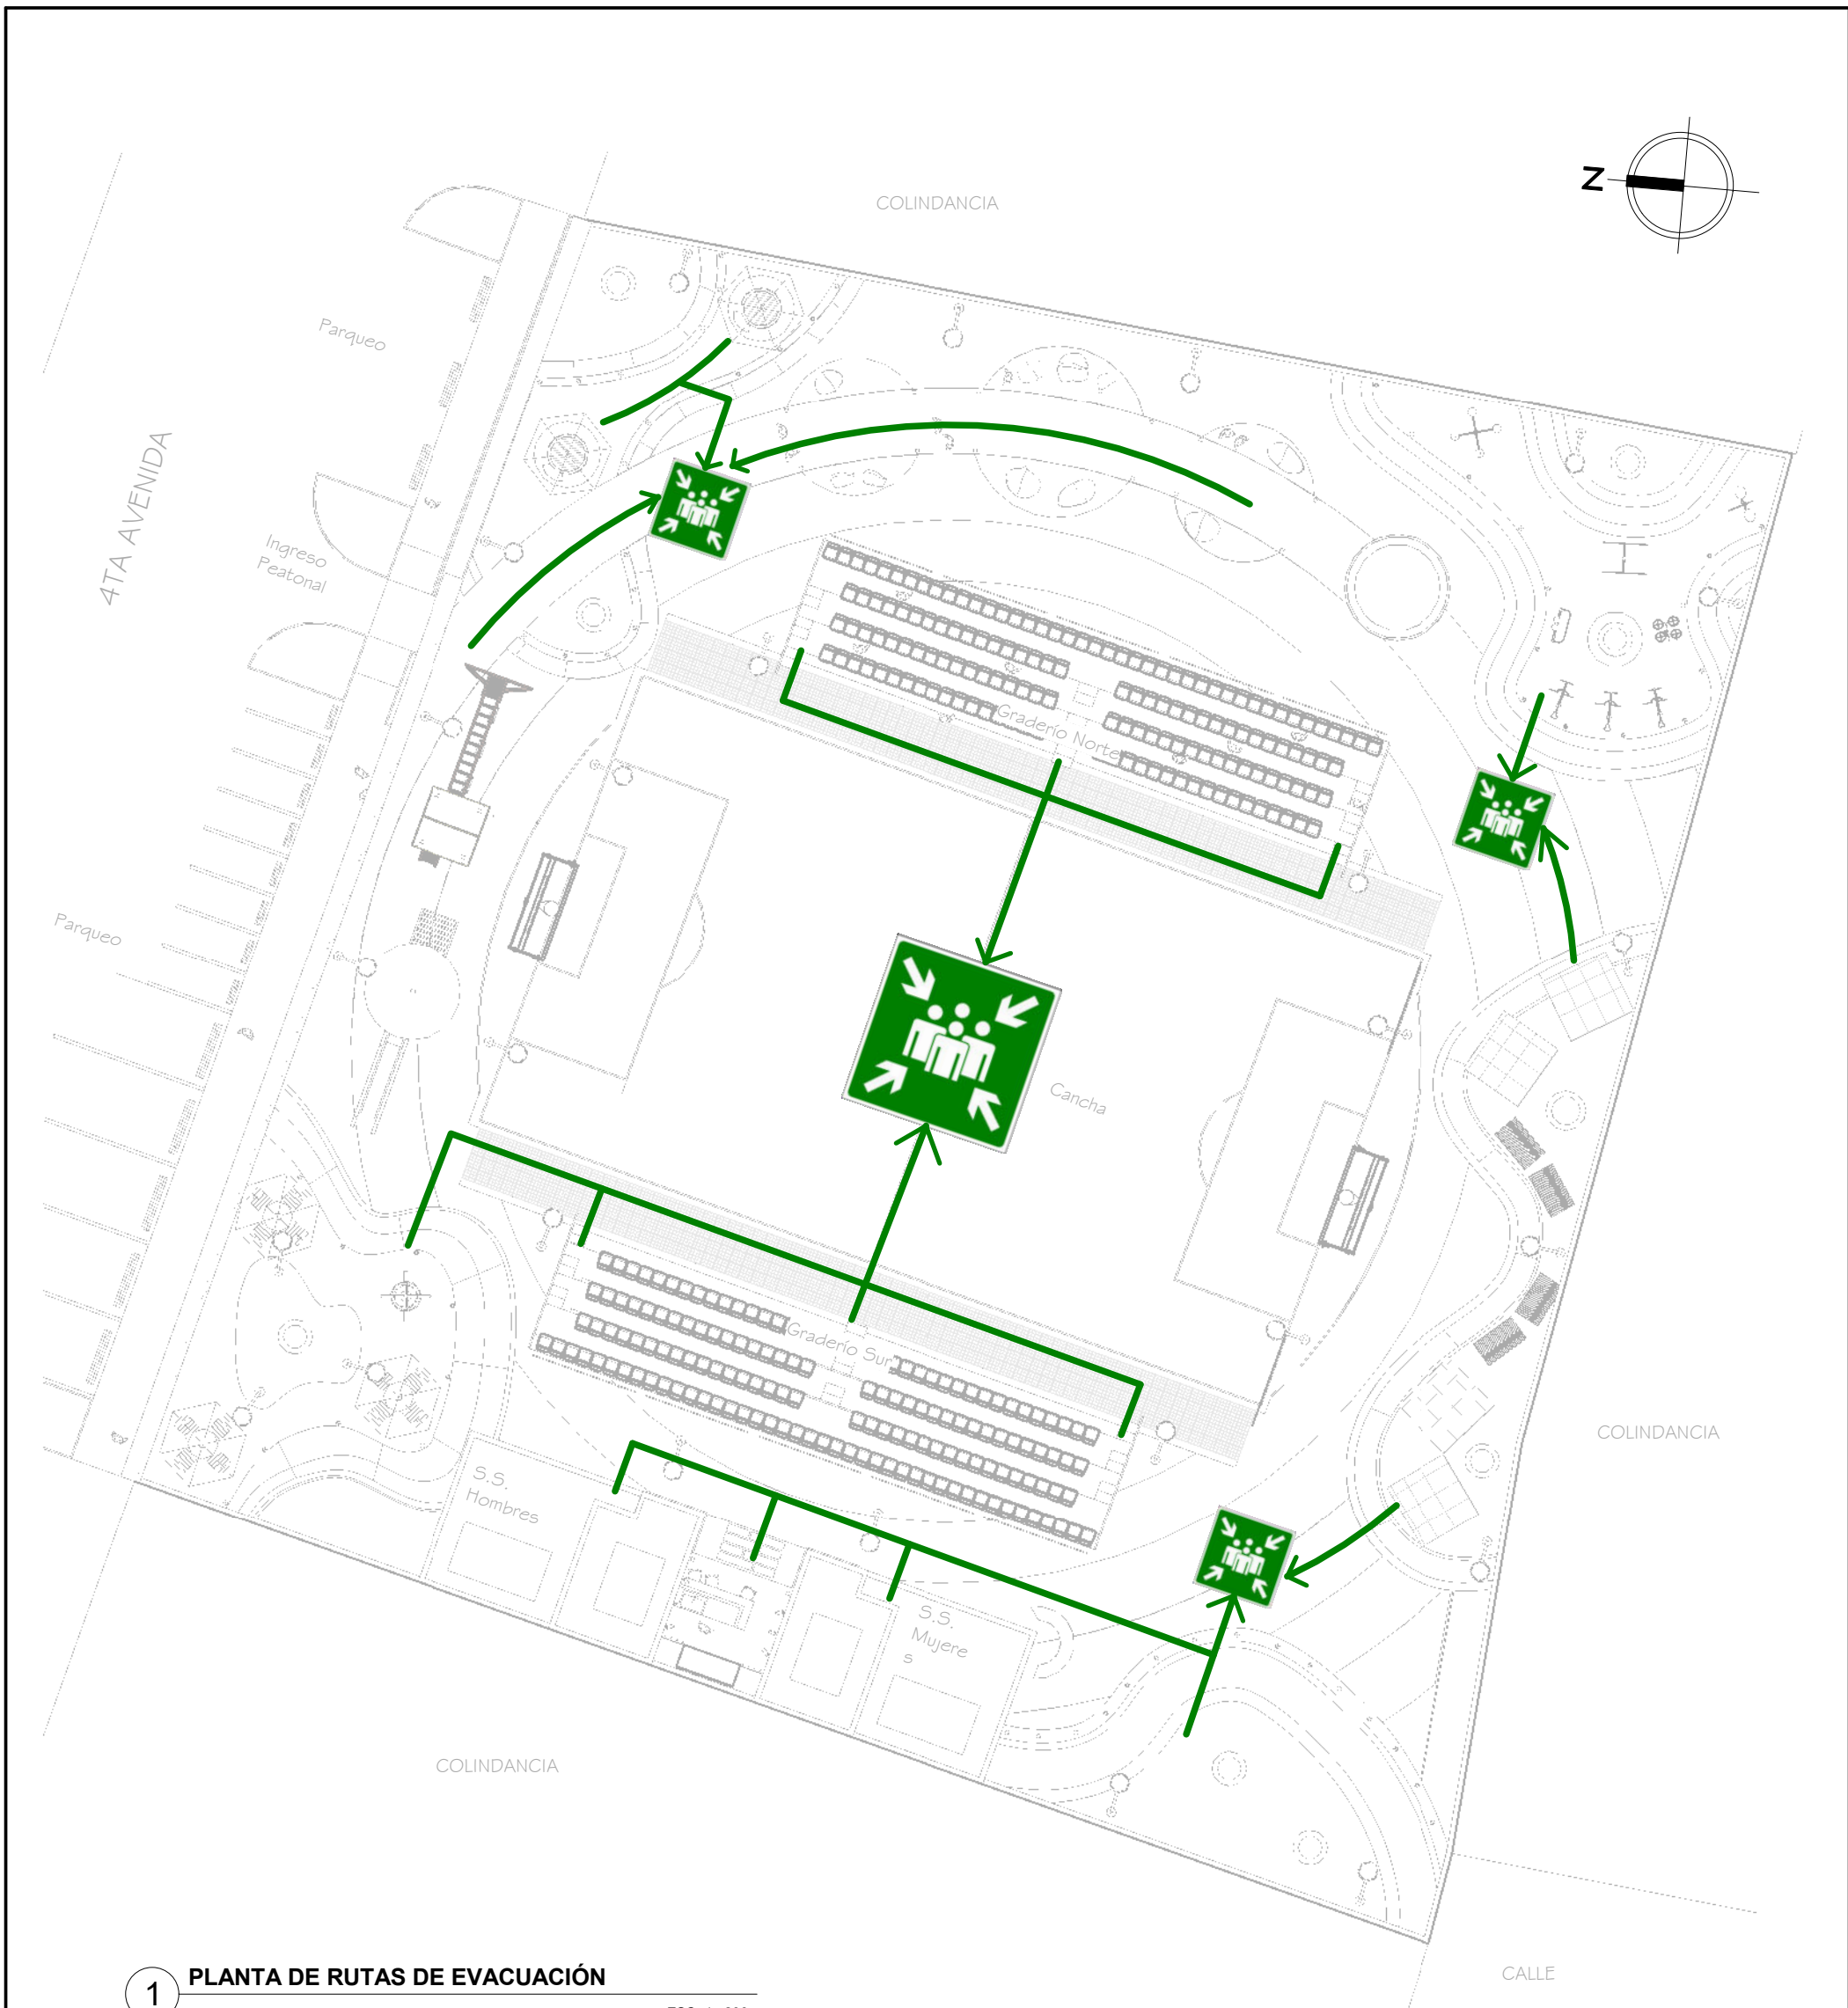 N
COLINDANCIA
Parqueo
4TA AVENIDA
Ingreso
Peatonal
Graderío Norte
Parqueo
Cancha
Graderío Sur
COLINDANCIA
S.S.
Hombres
S.S.
Mujere
s
COLINDANCIA
CALLE
1
PLANTA DE RUTAS DE EVACUACIÓN